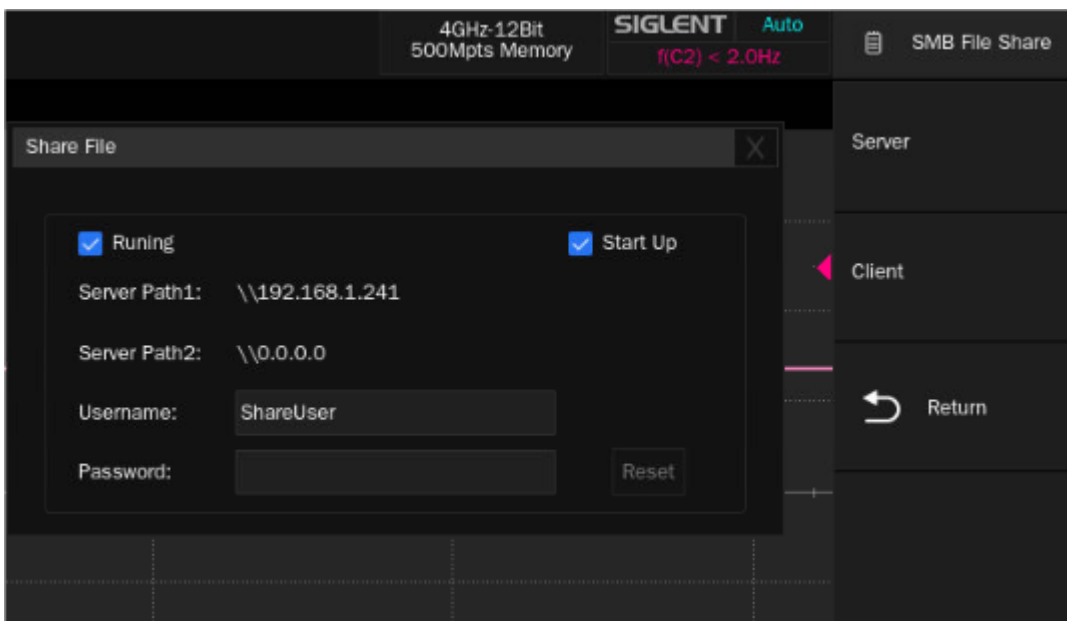 4GHz-12Bit
500Mpts Memory
SIGLENT Auto
f(C2) < 2.0Hz
SMB File Share
Share File
X
Server
Runing
Start Up
Server Path1: \\192.168.1.241
Client
Server Path2: \\0.0.0.0
Username: ShareUser
Return
Password:
Reset